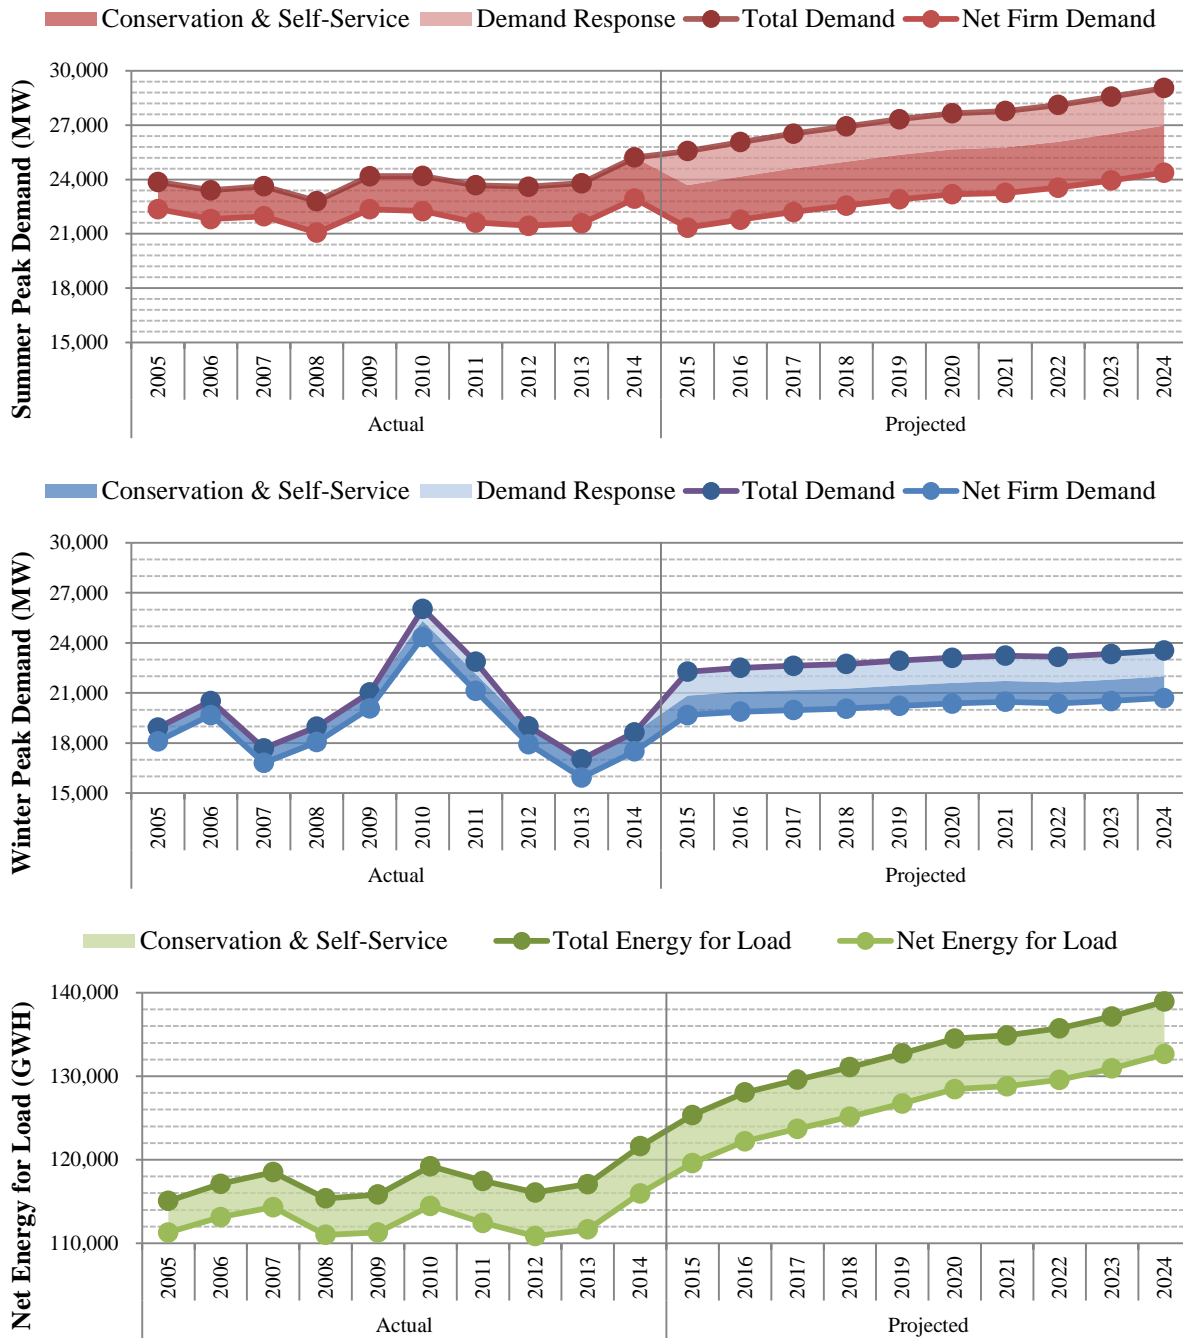 Conservation & Self-Service Demand Response Total Demand Net Firm Demand
Summer Peak Demand (MW)
30,000
27,000
24,000
21,000
18,000
15,000
2005 2006 2007 2008 2009 2010 2011 2012 2013 2014 2015 2016 2017 2018 2019 2020 2021 2022 2023 2024
Actual Projected
Conservation & Self-Service Demand Response Total Demand Net Firm Demand
Winter Peak Demand (MW)
30,000
27,000
24,000
21,000
18,000
15,000
2005 2006 2007 2008 2009 2010 2011 2012 2013 2014 2015 2016 2017 2018 2019 2020 2021 2022 2023 2024
Actual Projected
Conservation & Self-Service Total Energy for Load Net Energy for Load
Net Energy for Load (GWH)
140,000
130,000
120,000
110,000
2005 2006 2007 2008 2009 2010 2011 2012 2013 2014 2015 2016 2017 2018 2019 2020 2021 2022 2023 2024
Actual Projected